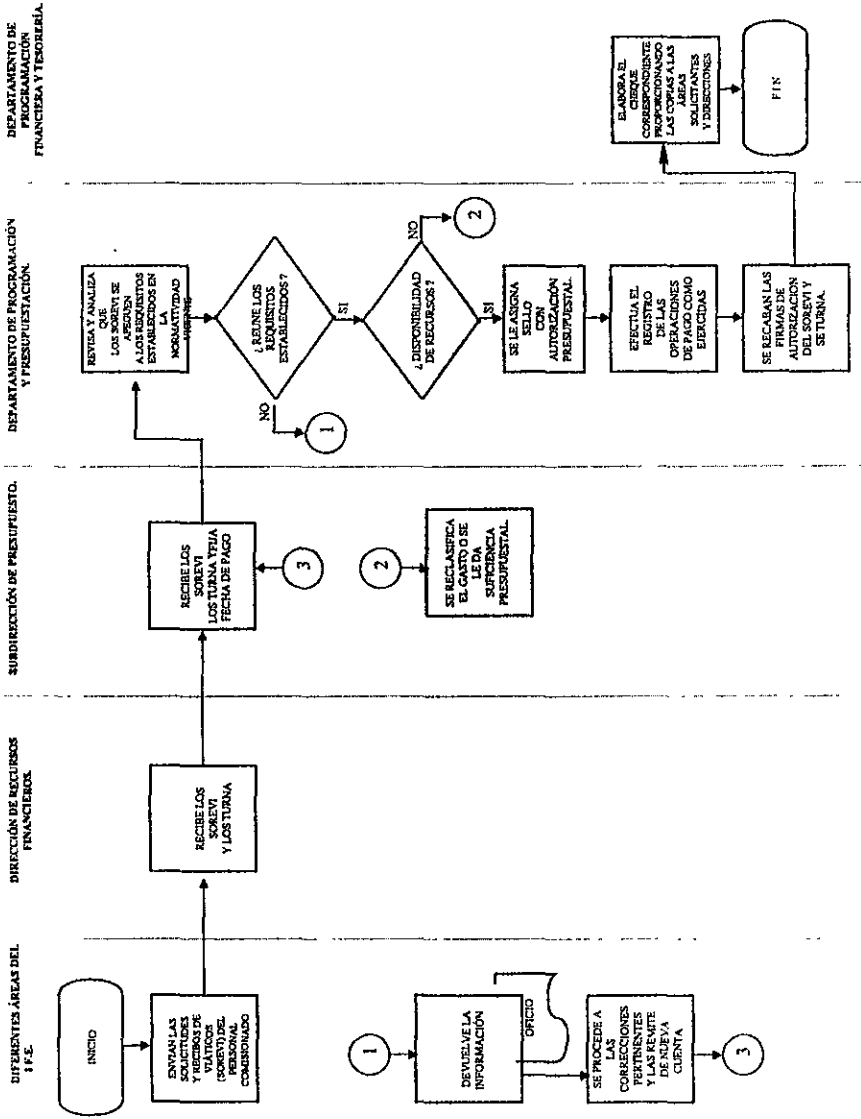 DIFERENTES ÁREAS DEL
S P.E.
INICIO
ENVIAN LAS
SOLICITUDES
Y RECIBOS DE
VIÁTICOS
(SOREVI) DEL
PERSONAL
COMISIONADO
1
DEVUELVE LA
INFORMACIÓN
OFICIO
SE PROCEDE A
LAS
CORRECCIONES
PERTINENTES
Y LAS REMITE
DE NUEVA
CUENTA
3
DIRECCIÓN DE RECURSOS
FINANCIEROS.
RECIBE LOS
SOREVI
Y LOS TURNA
SUBDIRECCIÓN DE PRESUPUESTO.
RECIBE LOS
SOREVI
LOS TURNA YFIJA
FECHA DE PAGO
3
2
SE RECLASIFICA
EL GASTO O SE
LE DA
SUFICIENCIA
PRESUPUESTAL.
DEPARTAMENTO DE PROGRAMACIÓN
Y PRESUPUESTACIÓN.
REVISA Y ANALIZA
QUE
LOS SOREVI SE
APEGUEN
A LOS REQUISITOS
ESTABLECIDOS EN
LA
NORMATIVIDAD
VIGENTE
¿ REUNE LOS
REQUISITOS
ESTABLECIDOS ?
NO
1
SI
¿ DISPONIBILIDAD
DE RECURSOS ?
NO
2
SI
SE LE ASIGNA
SELLO
CON
AUTORIZACIÓN
PRESUPUESTAL.
EFECTUA EL
REGISTRO
DE LAS
OPERACIONES
DE PAGO COMO
EJERCIDAS
SE RECABAN LAS
FIRMAS DE
AUTORIZACION
DEL SOREVI Y
SE TURNA.
DEPARTAMENTO DE
PROGRAMACIÓN
FINANCIERA Y TESORERÍA.
ELABORA EL
CHEQUE
CORRESPONDIENTE
PROPORCIONANDO
LAS COPIAS A LAS
ÁREAS
SOLICITANTES
Y DIRECCIONES
FIN